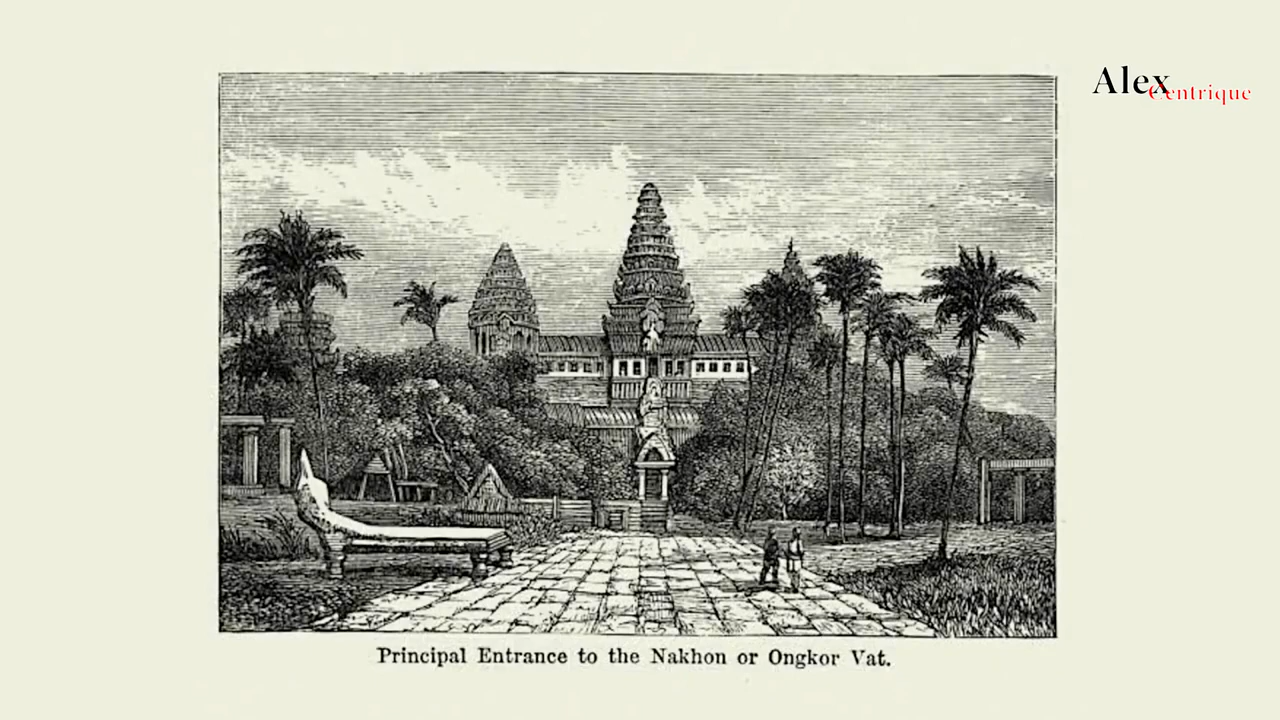 Alex
Centrique
Principal Entrance to the Nakhon or Ongkor Vat.